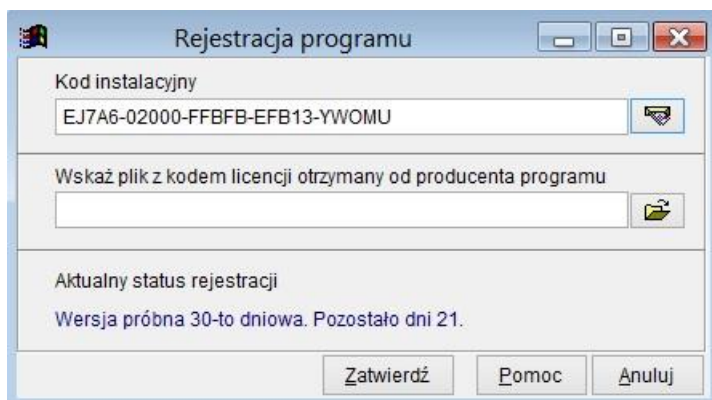 Rejestracja programu
Kod instalacyjny
EJ7A6-02000-FFBFB-EFB13-YWOMU
Wskaż plik z kodem licencji otrzymany od producenta programu
Aktualny status rejestracji
Wersja próbna 30-to dniowa. Pozostało dni 21.
Zatwierdź Pomoc Anuluj